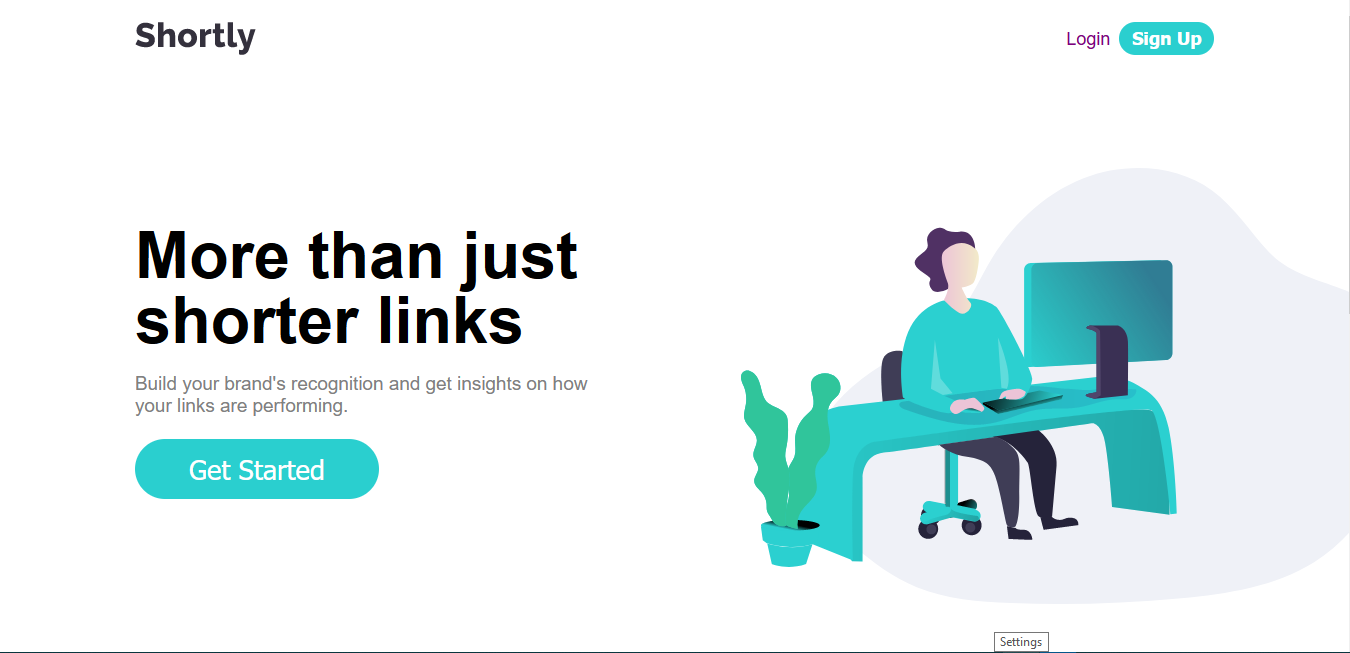 Shortly
Login
Sign Up
More than just
shorter links
Build your brand's recognition and get insights on how
your links are performing.
Get Started
Settings